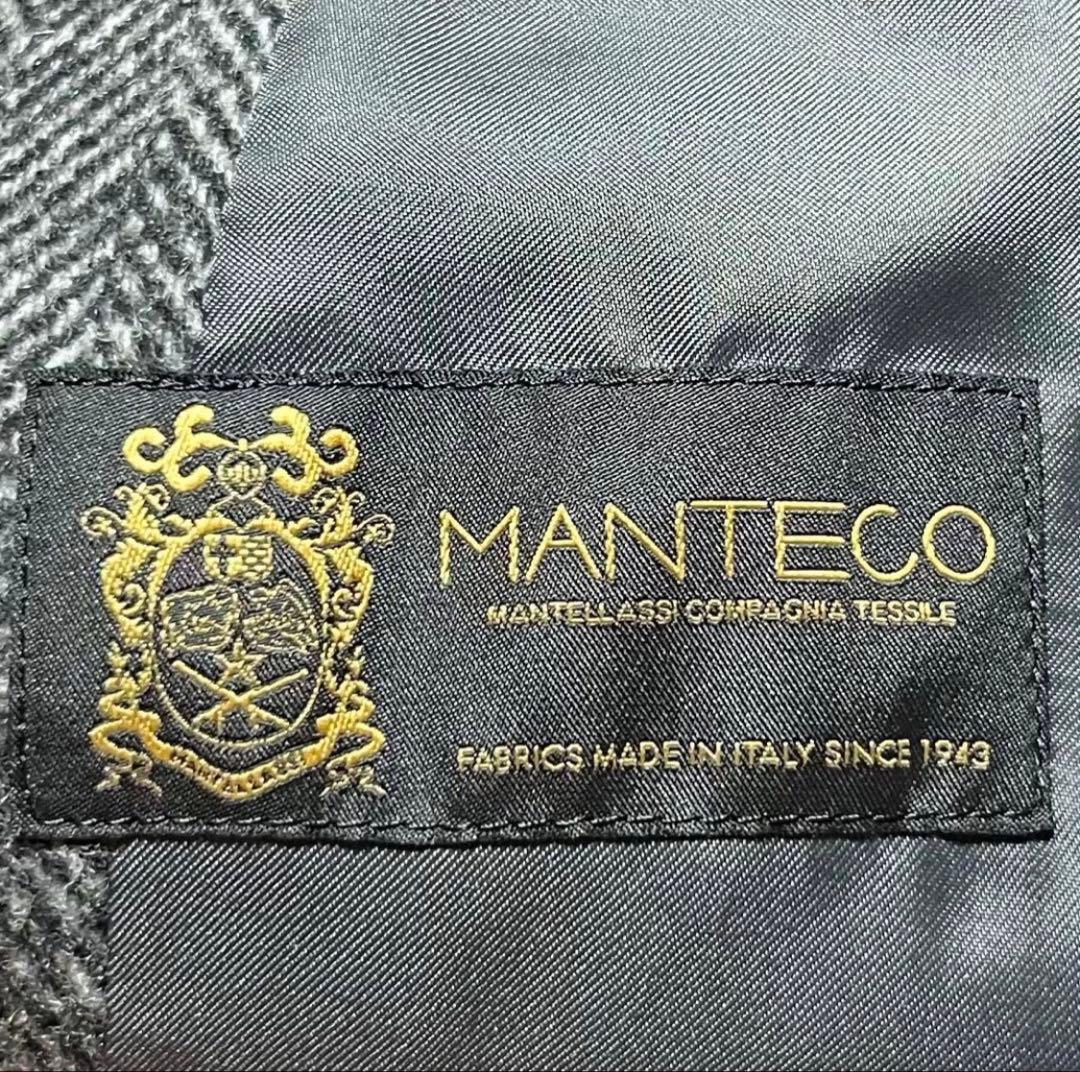 MANTECO
MANTELLASSI COMPAGNIA TESSILE
FABRICS MADE IN ITALY SINCE 1943